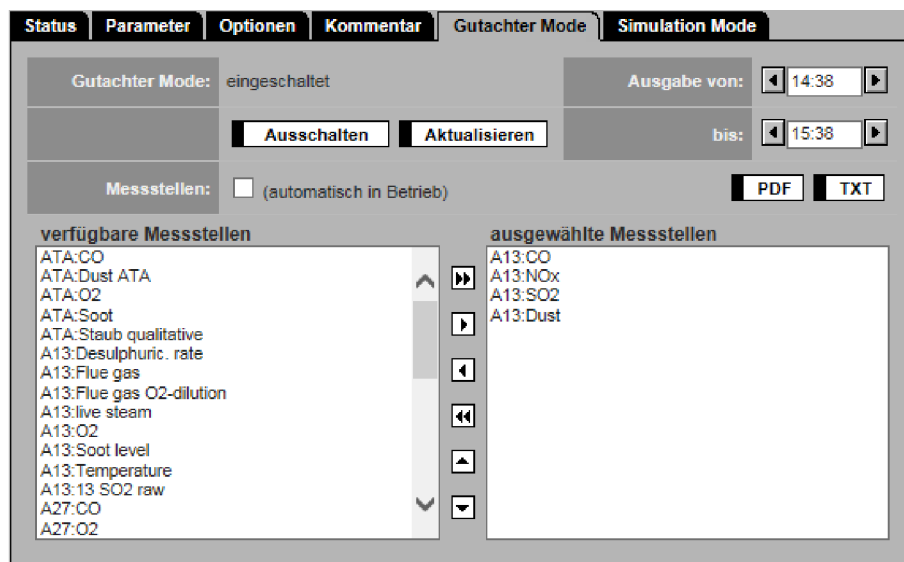 Status Parameter Optionen Kommentar Gutachter Mode Simulation Mode
Gutachter Mode: eingeschaltet Ausgabe von: 14:38
Ausschalten Aktualisieren bis: 15:38
Messstellen: (automatisch in Betrieb) PDF TXT
verfügbare Messstellen
ATA:CO
ATA:Dust ATA
ATA:O2
ATA:Soot
ATA:Staub qualitative
A13:Desulphuric. rate
A13:Flue gas
A13:Flue gas O2-dilution
A13:live steam
A13:O2
A13:Soot level
A13:Temperature
A13:13 SO2 raw
A27:CO
A27:O2
ausgewählte Messstellen
A13:CO
A13:NOx
A13:SO2
A13:Dust